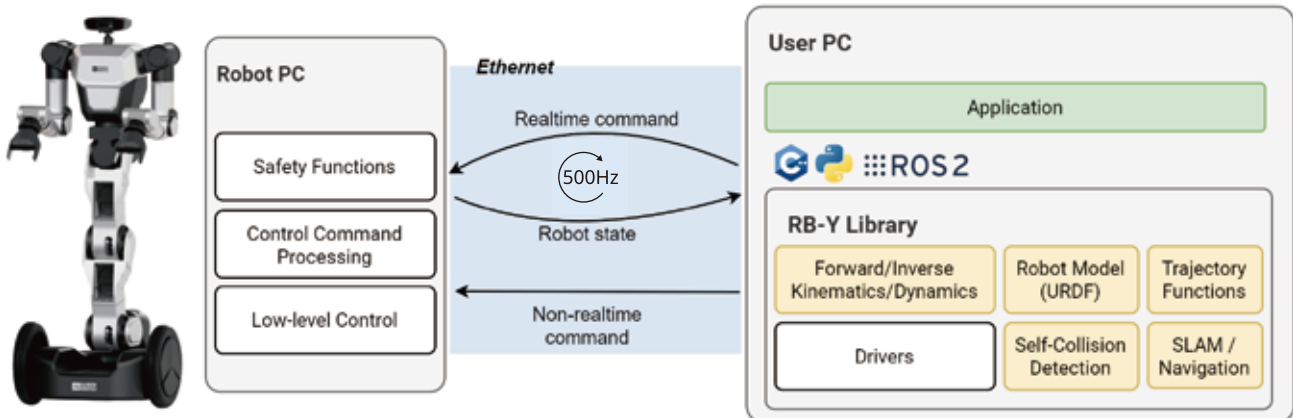 Robot PC
Safety Functions
Control Command
Processing
Low-level Control
Ethernet
Realtime command
500Hz
Robot state
Non-realtime
command
User PC
Application
ROS 2
RB-Y Library
Forward/Inverse
Kinematics/Dynamics
Robot Model
(URDF)
Trajectory
Functions
Drivers
Self-Collision
Detection
SLAM /
Navigation